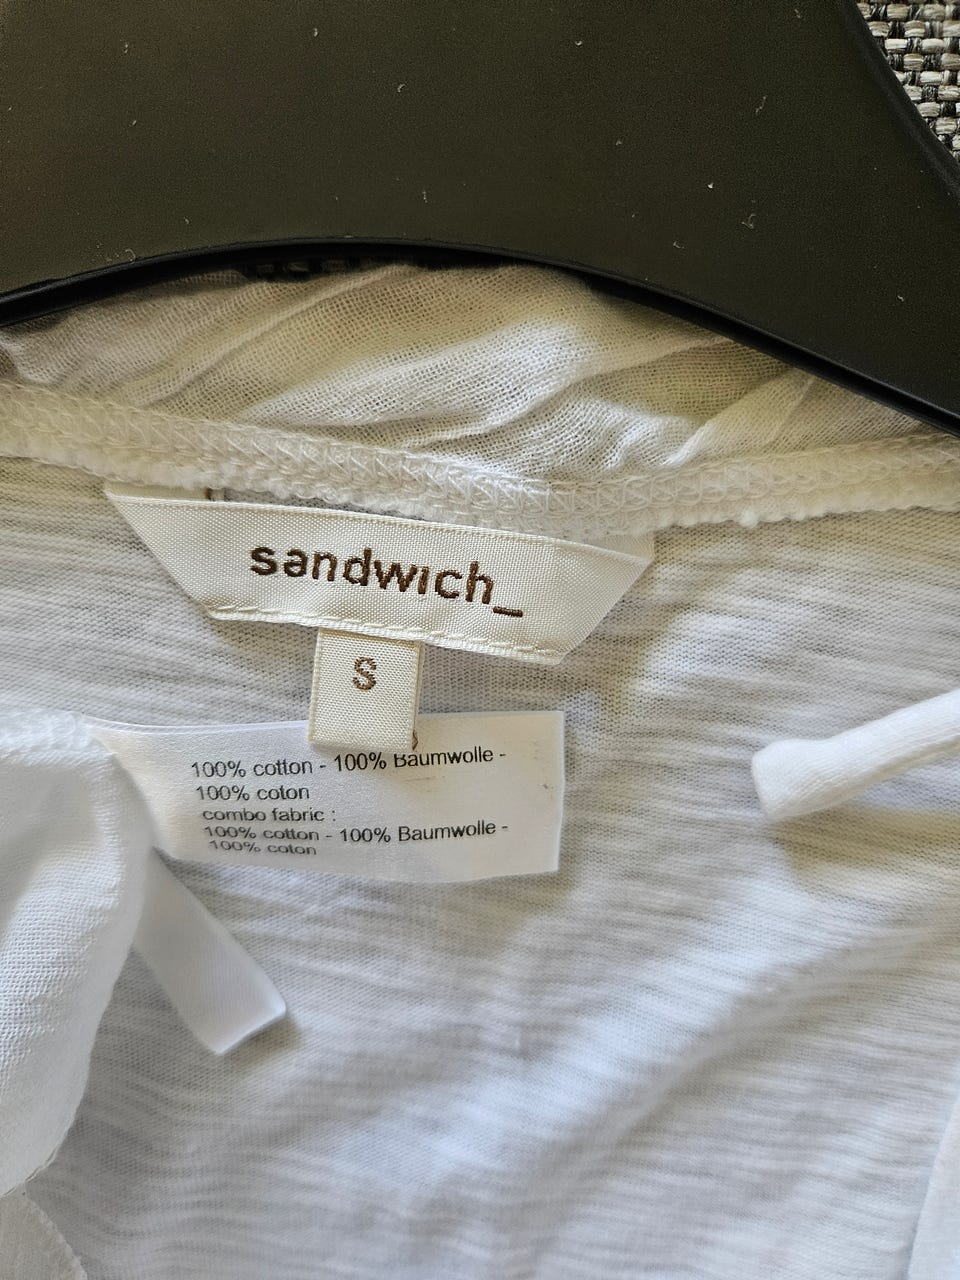 sandwich_
S
100% cotton - 100% Baumwolle -
100% coton
combo fabric :
100% cotton - 100% Baumwolle -
100% coton